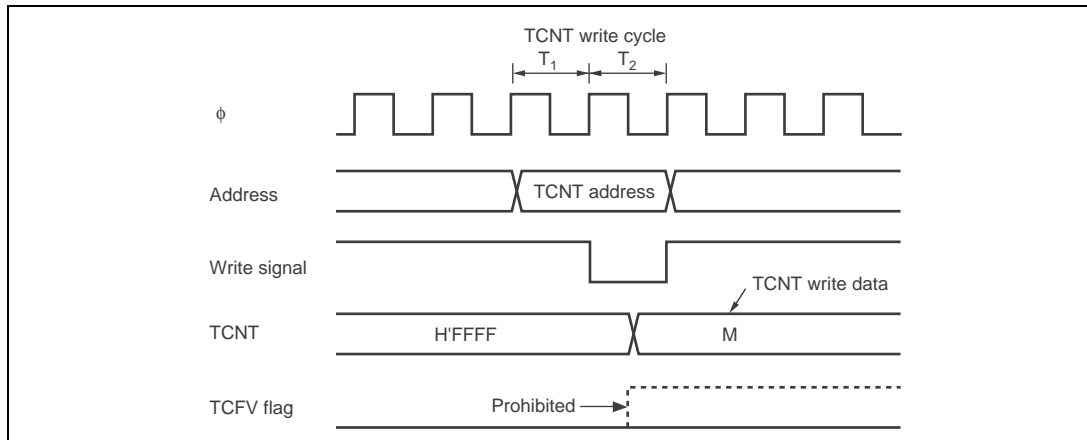 TCNT write cycle
T1 T2
ϕ
Address TCNT address
Write signal
TCNT write data
TCNT H'FFFF M
TCFV flag Prohibited